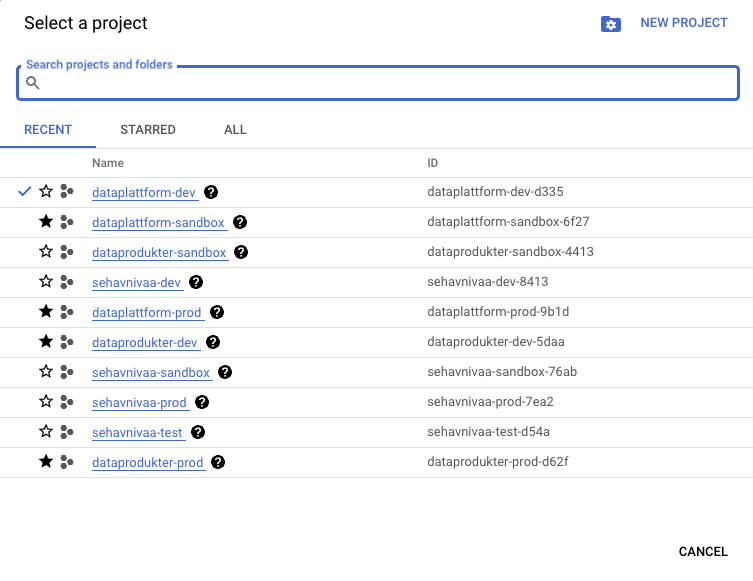 Select a project
NEW PROJECT
Search projects and folders
RECENT STARRED ALL
Name ID
dataplattform-dev dataplattform-dev-d335
dataplattform-sandbox dataplattform-sandbox-6f27
dataprodukter-sandbox dataprodukter-sandbox-4413
sehavnivaa-dev sehavnivaa-dev-8413
dataplattform-prod dataplattform-prod-9b1d
dataprodukter-dev dataprodukter-dev-5daa
sehavnivaa-sandbox sehavnivaa-sandbox-76ab
sehavnivaa-prod sehavnivaa-prod-7ea2
sehavnivaa-test sehavnivaa-test-d54a
dataprodukter-prod dataprodukter-prod-d62f
CANCEL